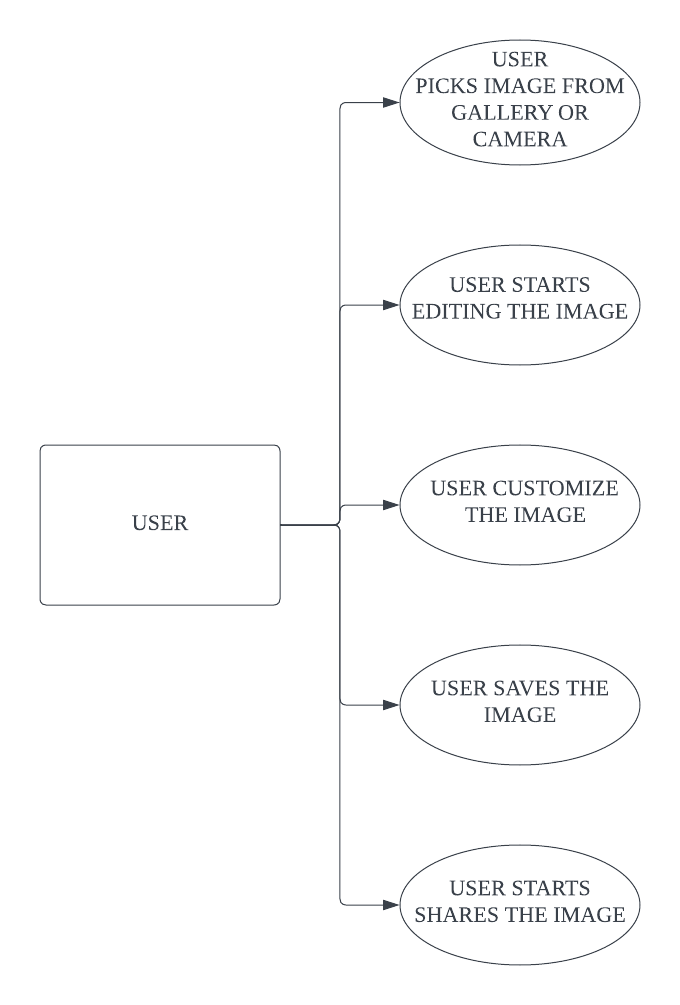 USER
PICKS IMAGE FROM
GALLERY OR
CAMERA
USER STARTS
EDITING THE IMAGE
USER CUSTOMIZE
THE IMAGE
USER
USER SAVES THE
IMAGE
USER STARTS
SHARES THE IMAGE